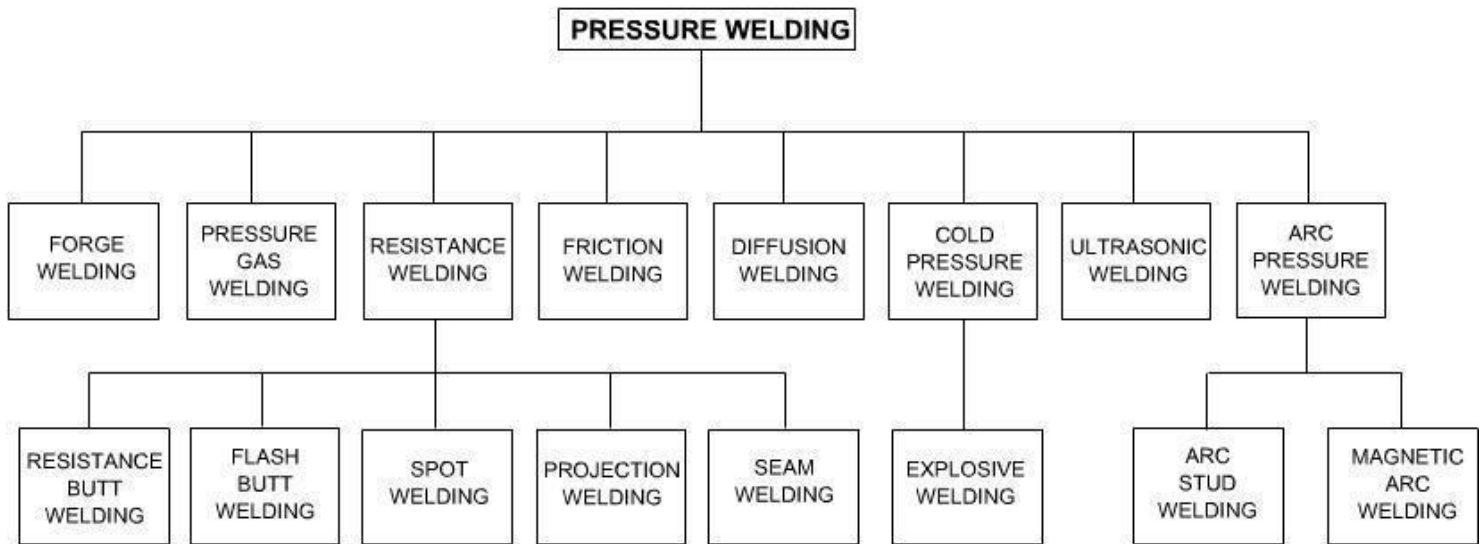 PRESSURE WELDING
FORGE
WELDING
PRESSURE
GAS
WELDING
RESISTANCE
WELDING
FRICTION
WELDING
DIFFUSION
WELDING
COLD
PRESSURE
WELDING
ULTRASONIC
WELDING
ARC
PRESSURE
WELDING
RESISTANCE
BUTT
WELDING
FLASH
BUTT
WELDING
SPOT
WELDING
PROJECTION
WELDING
SEAM
WELDING
EXPLOSIVE
WELDING
ARC
STUD
WELDING
MAGNETIC
ARC
WELDING